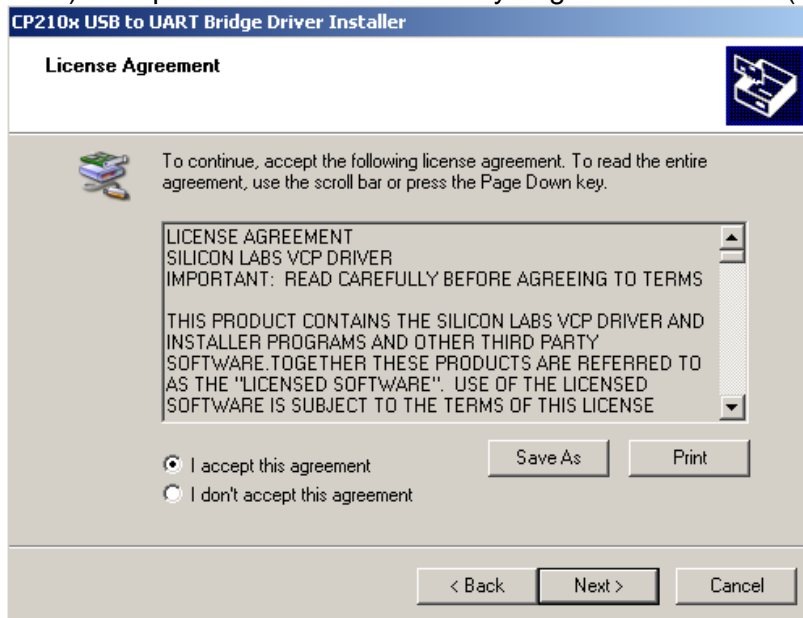 CP210x USB to UART Bridge Driver Installer
License Agreement
To continue, accept the following license agreement. To read the entire
agreement, use the scroll bar or press the Page Down key.
LICENSE AGREEMENT
SILICON LABS VCP DRIVER
IMPORTANT:  READ CAREFULLY BEFORE AGREEING TO TERMS
THIS PRODUCT CONTAINS THE SILICON LABS VCP DRIVER AND
INSTALLER PROGRAMS AND OTHER THIRD PARTY
SOFTWARE.TOGETHER THESE PRODUCTS ARE REFERRED TO
AS THE "LICENSED SOFTWARE".  USE OF THE LICENSED
SOFTWARE IS SUBJECT TO THE TERMS OF THIS LICENSE
I accept this agreement
Save As
Print
I don't accept this agreement
< Back
Next >
Cancel